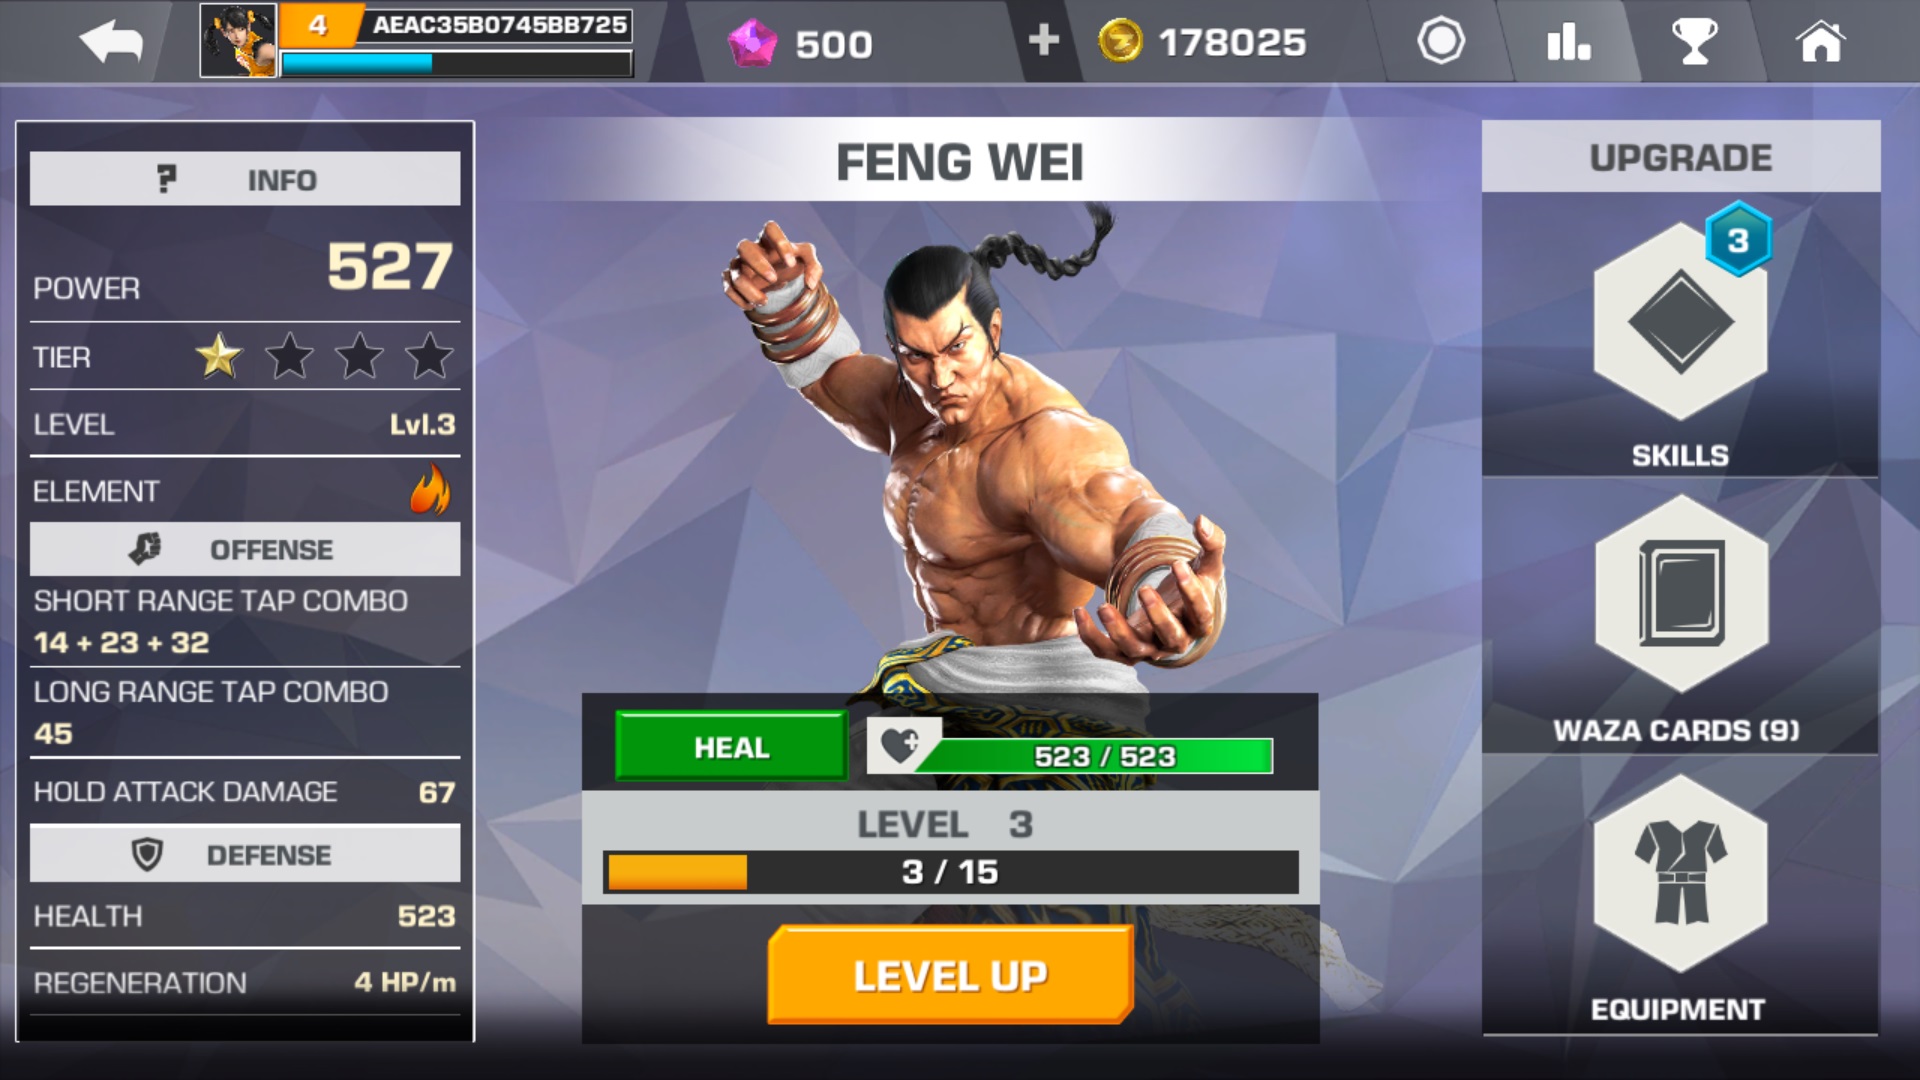 4 AEAC35B0745BB725
500
+
178025
? INFO
POWER 527
TIER
LEVEL Lvl.3
ELEMENT
OFFENSE
SHORT RANGE TAP COMBO
14 + 23 + 32
LONG RANGE TAP COMBO
45
HOLD ATTACK DAMAGE 67
DEFENSE
HEALTH 523
REGENERATION 4 HP/m
FENG WEI
HEAL 523 / 523
LEVEL 3
3 / 15
LEVEL UP
UPGRADE
3
SKILLS
WAZA CARDS (9)
EQUIPMENT